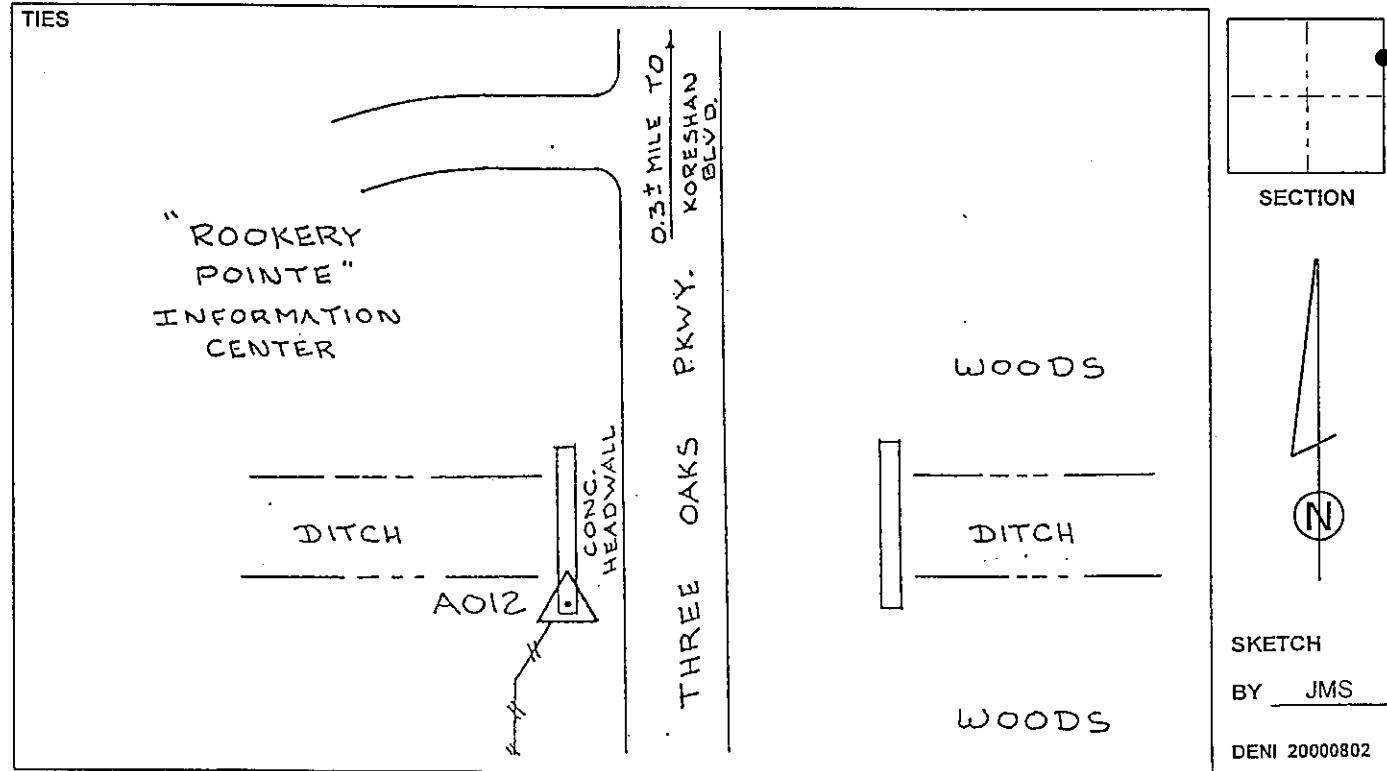 TIES
"ROOKERY
POINTE"
INFORMATION
CENTER
0.3± MILE TO
KORESHAN
BLVD.
THREE OAKS P.KWY.
WOODS
CONC.
HEADWALL
DITCH
DITCH
A012
WOODS
SECTION
N
SKETCH
BY JMS
DENI 20000802